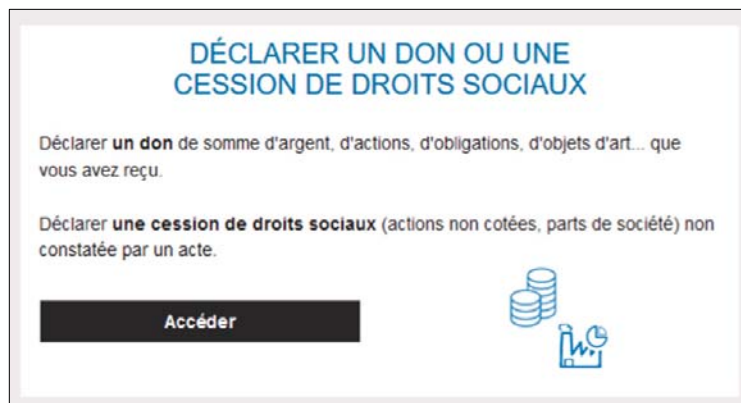 DÉCLARER UN DON OU UNE
CESSION DE DROITS SOCIAUX
Déclarer un don de somme d'argent, d'actions, d'obligations, d'objets d'art... que
vous avez reçu.
Déclarer une cession de droits sociaux (actions non cotées, parts de société) non
constatée par un acte.
Accéder